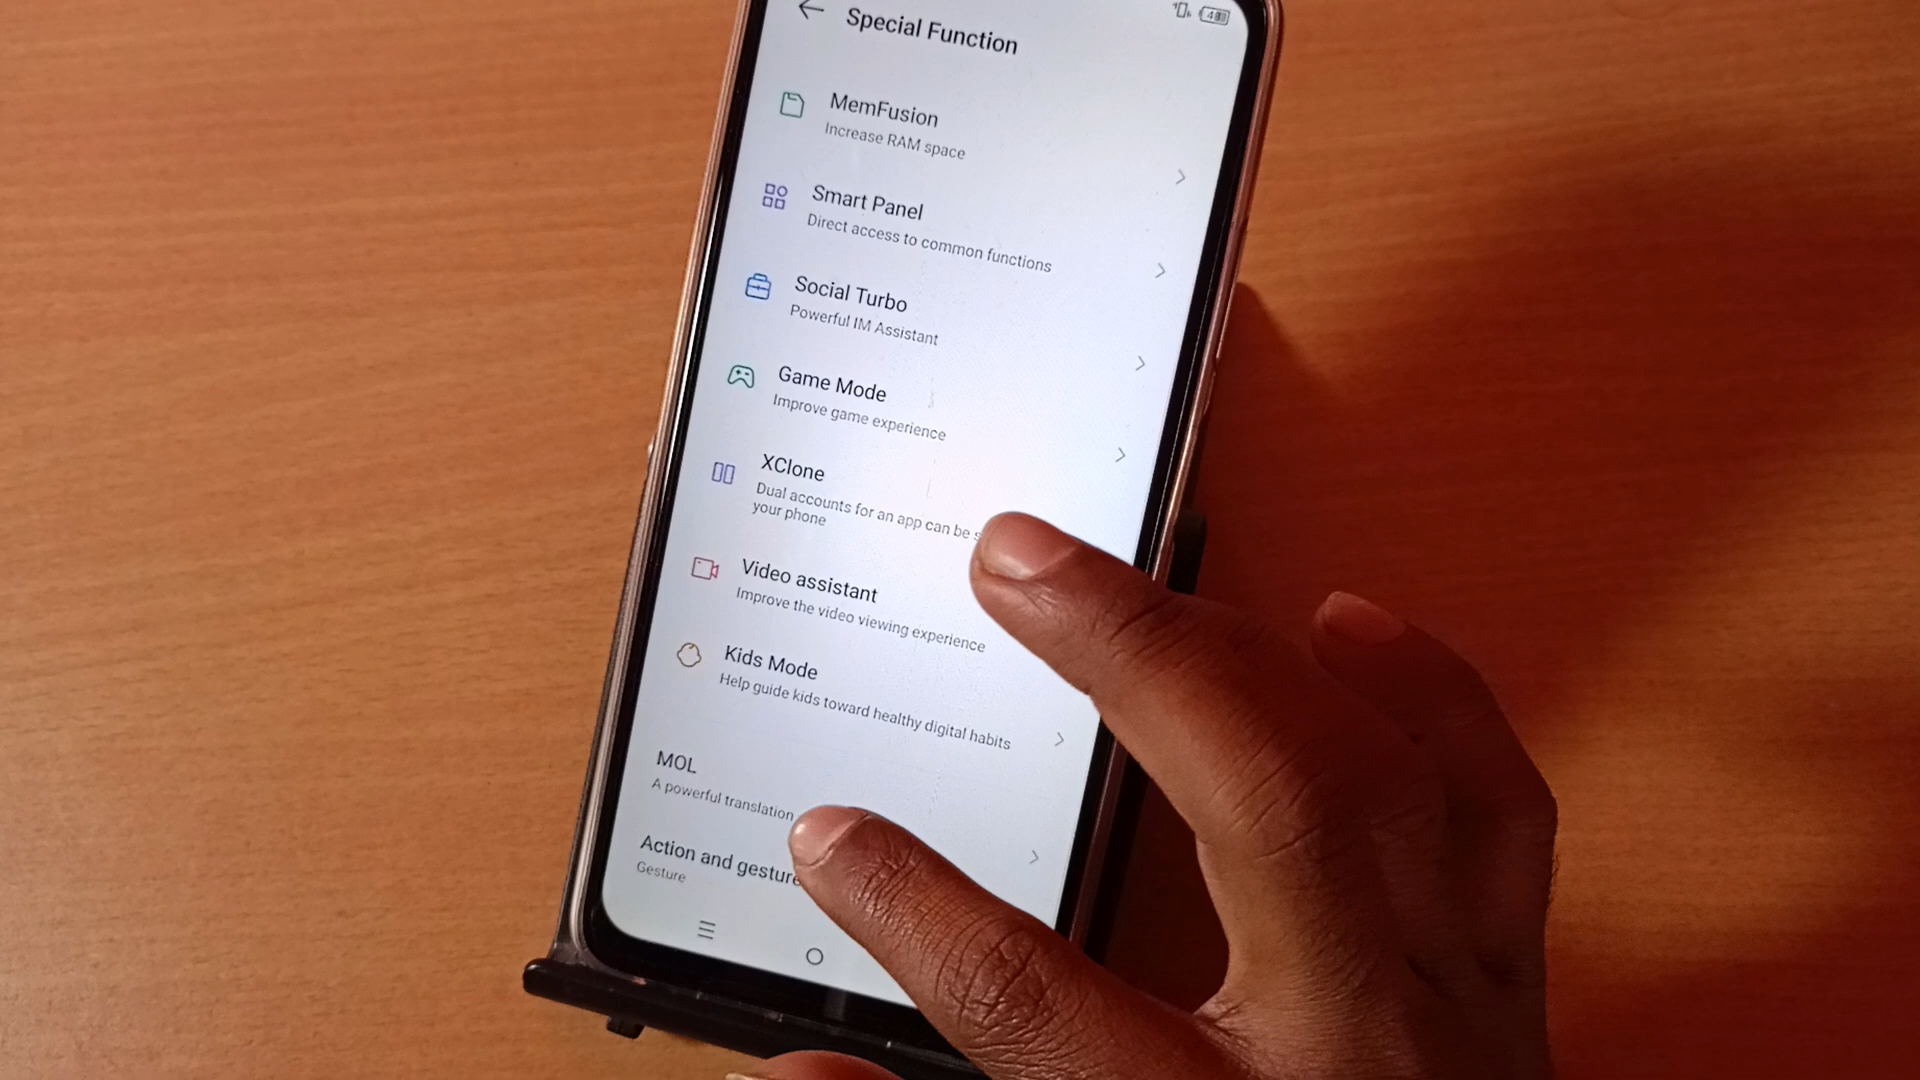 Special Function
MemFusion
Increase RAM space
Smart Panel
Direct access to common functions
Social Turbo
Powerful IM Assistant
Game Mode
Improve game experience
XClone
Dual accounts for an app can be
your phone
Video assistant
Improve the video viewing experience
Kids Mode
Help guide kids toward healthy digital habits
MOL
A powerful translation
Action and gesture
Gesture